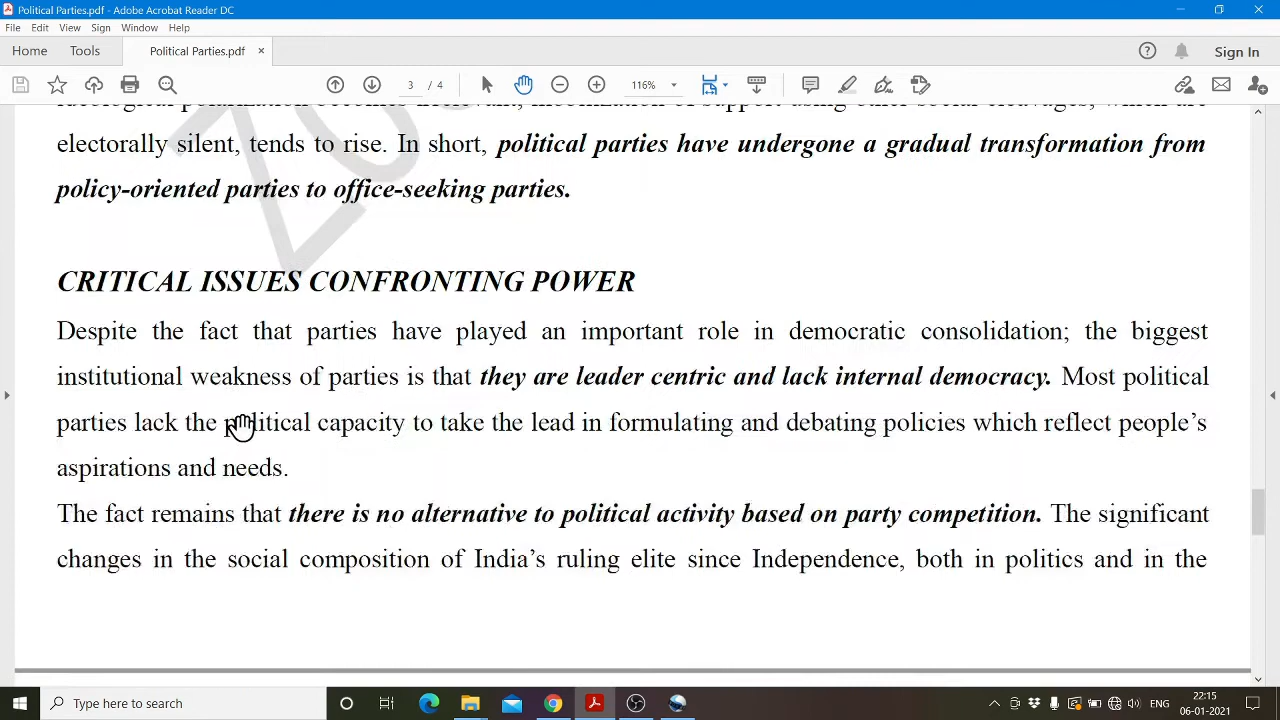 Political Parties.pdf - Adobe Acrobat Reader DC
File Edit View Sign Window Help
Home Tools Political Parties.pdf × Sign In
3 / 4 116%
electorally silent, tends to rise. In short, political parties have undergone a gradual transformation from
policy-oriented parties to office-seeking parties.
CRITICAL ISSUES CONFRONTING POWER
Despite the fact that parties have played an important role in democratic consolidation; the biggest
institutional weakness of parties is that they are leader centric and lack internal democracy. Most political
parties lack the political capacity to take the lead in formulating and debating policies which reflect people’s
aspirations and needs.
The fact remains that there is no alternative to political activity based on party competition. The significant
changes in the social composition of India’s ruling elite since Independence, both in politics and in the
Type here to search
ENG
22:15
06-01-2021